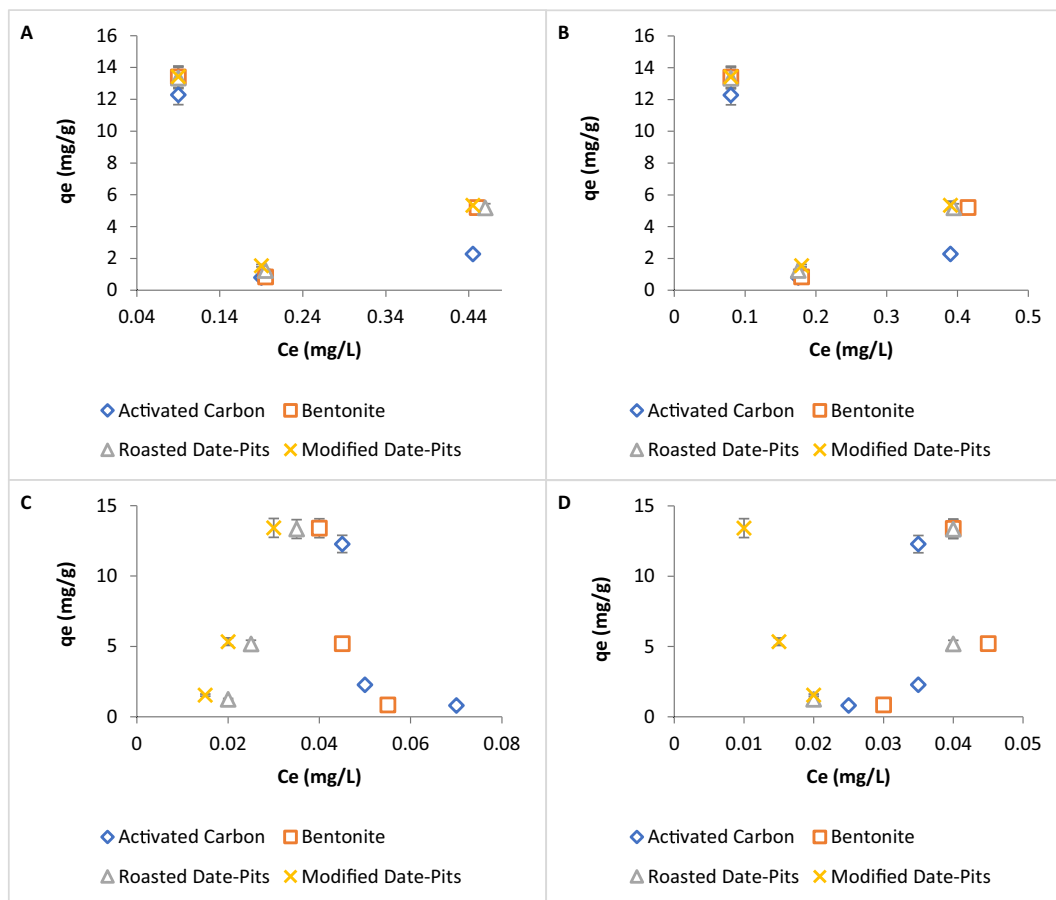 A
16
14
12
10
8
6
4
2
0
qe (mg/g)
0.04 0.14 0.24 0.34 0.44
Ce (mg/L)
Activated Carbon Bentonite
Roasted Date-Pits Modified Date-Pits
B
16
14
12
10
8
6
4
2
0
qe (mg/g)
0 0.1 0.2 0.3 0.4 0.5
Ce (mg/L)
Activated Carbon Bentonite
Roasted Date-Pits Modified Date-Pits
C
15
10
5
0
qe (mg/g)
0 0.02 0.04 0.06 0.08
Ce (mg/L)
Activated Carbon Bentonite
Roasted Date-Pits Modified Date-Pits
D
15
10
5
0
qe (mg/g)
0 0.01 0.02 0.03 0.04 0.05
Ce (mg/L)
Activated Carbon Bentonite
Roasted Date-Pits Modified Date-Pits